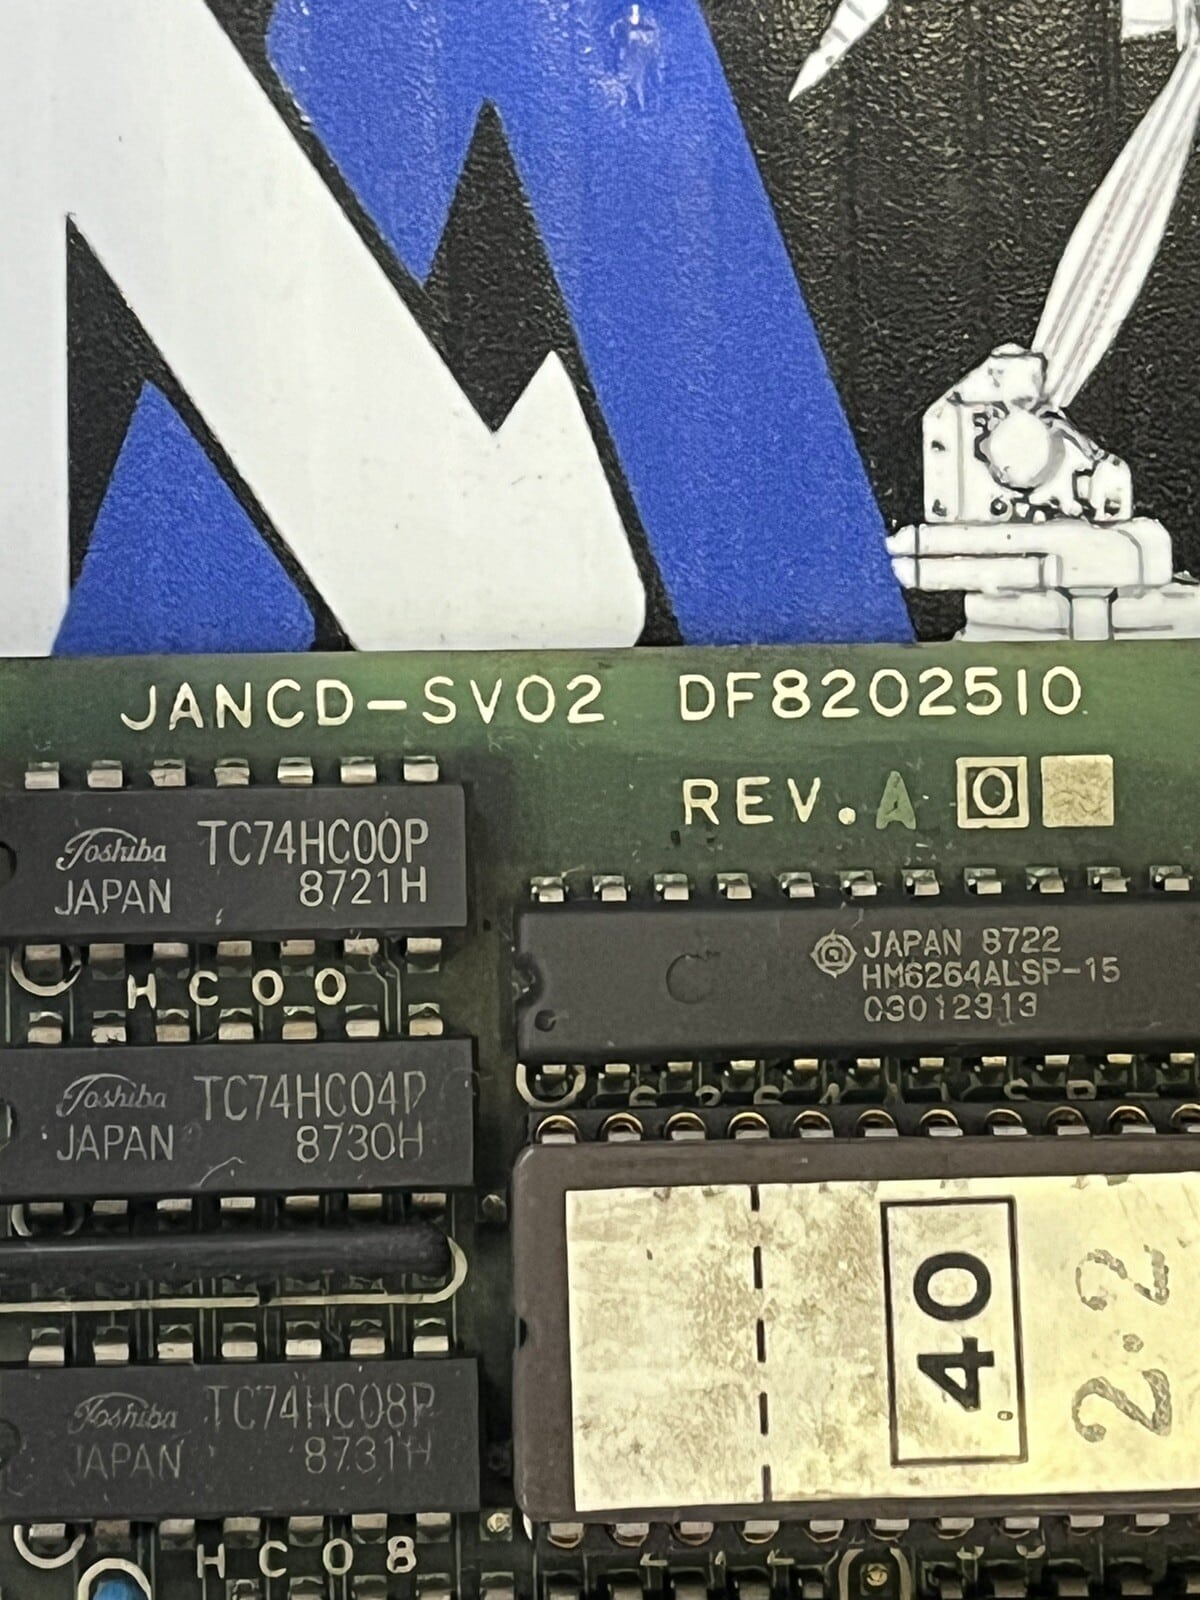 JANCD-SV02 DF8202510
REV. A 0
Toshiba TC74HC00P
JAPAN 8721H
HC00
JAPAN 8722
HM6264ALSP-15
03012313
Toshiba TC74HC04P
JAPAN 8730H
40
2.2
Toshiba TC74HC08P
JAPAN 8731H
HC08